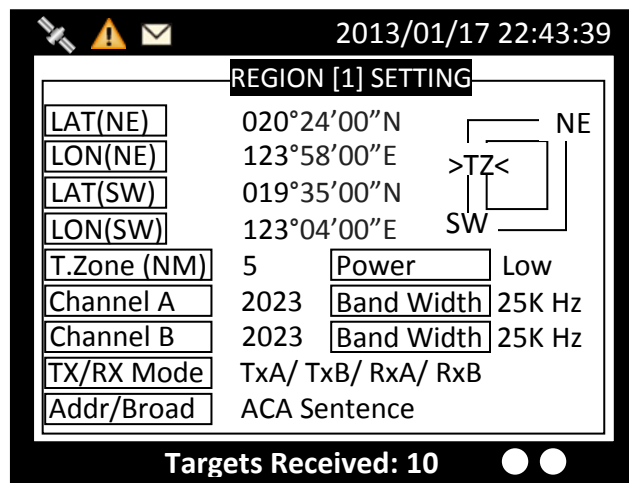 2013/01/17 22:43:39
REGION [1] SETTING
LAT(NE) 020°24’00”N NE
LON(NE) 123°58’00”E >TZ<
LAT(SW) 019°35’00”N
LON(SW) 123°04’00”E SW
T.Zone (NM) 5 Power Low
Channel A 2023 Band Width 25K Hz
Channel B 2023 Band Width 25K Hz
TX/RX Mode TxA/ TxB/ RxA/ RxB
Addr/Broad ACA Sentence
Targets Received: 10